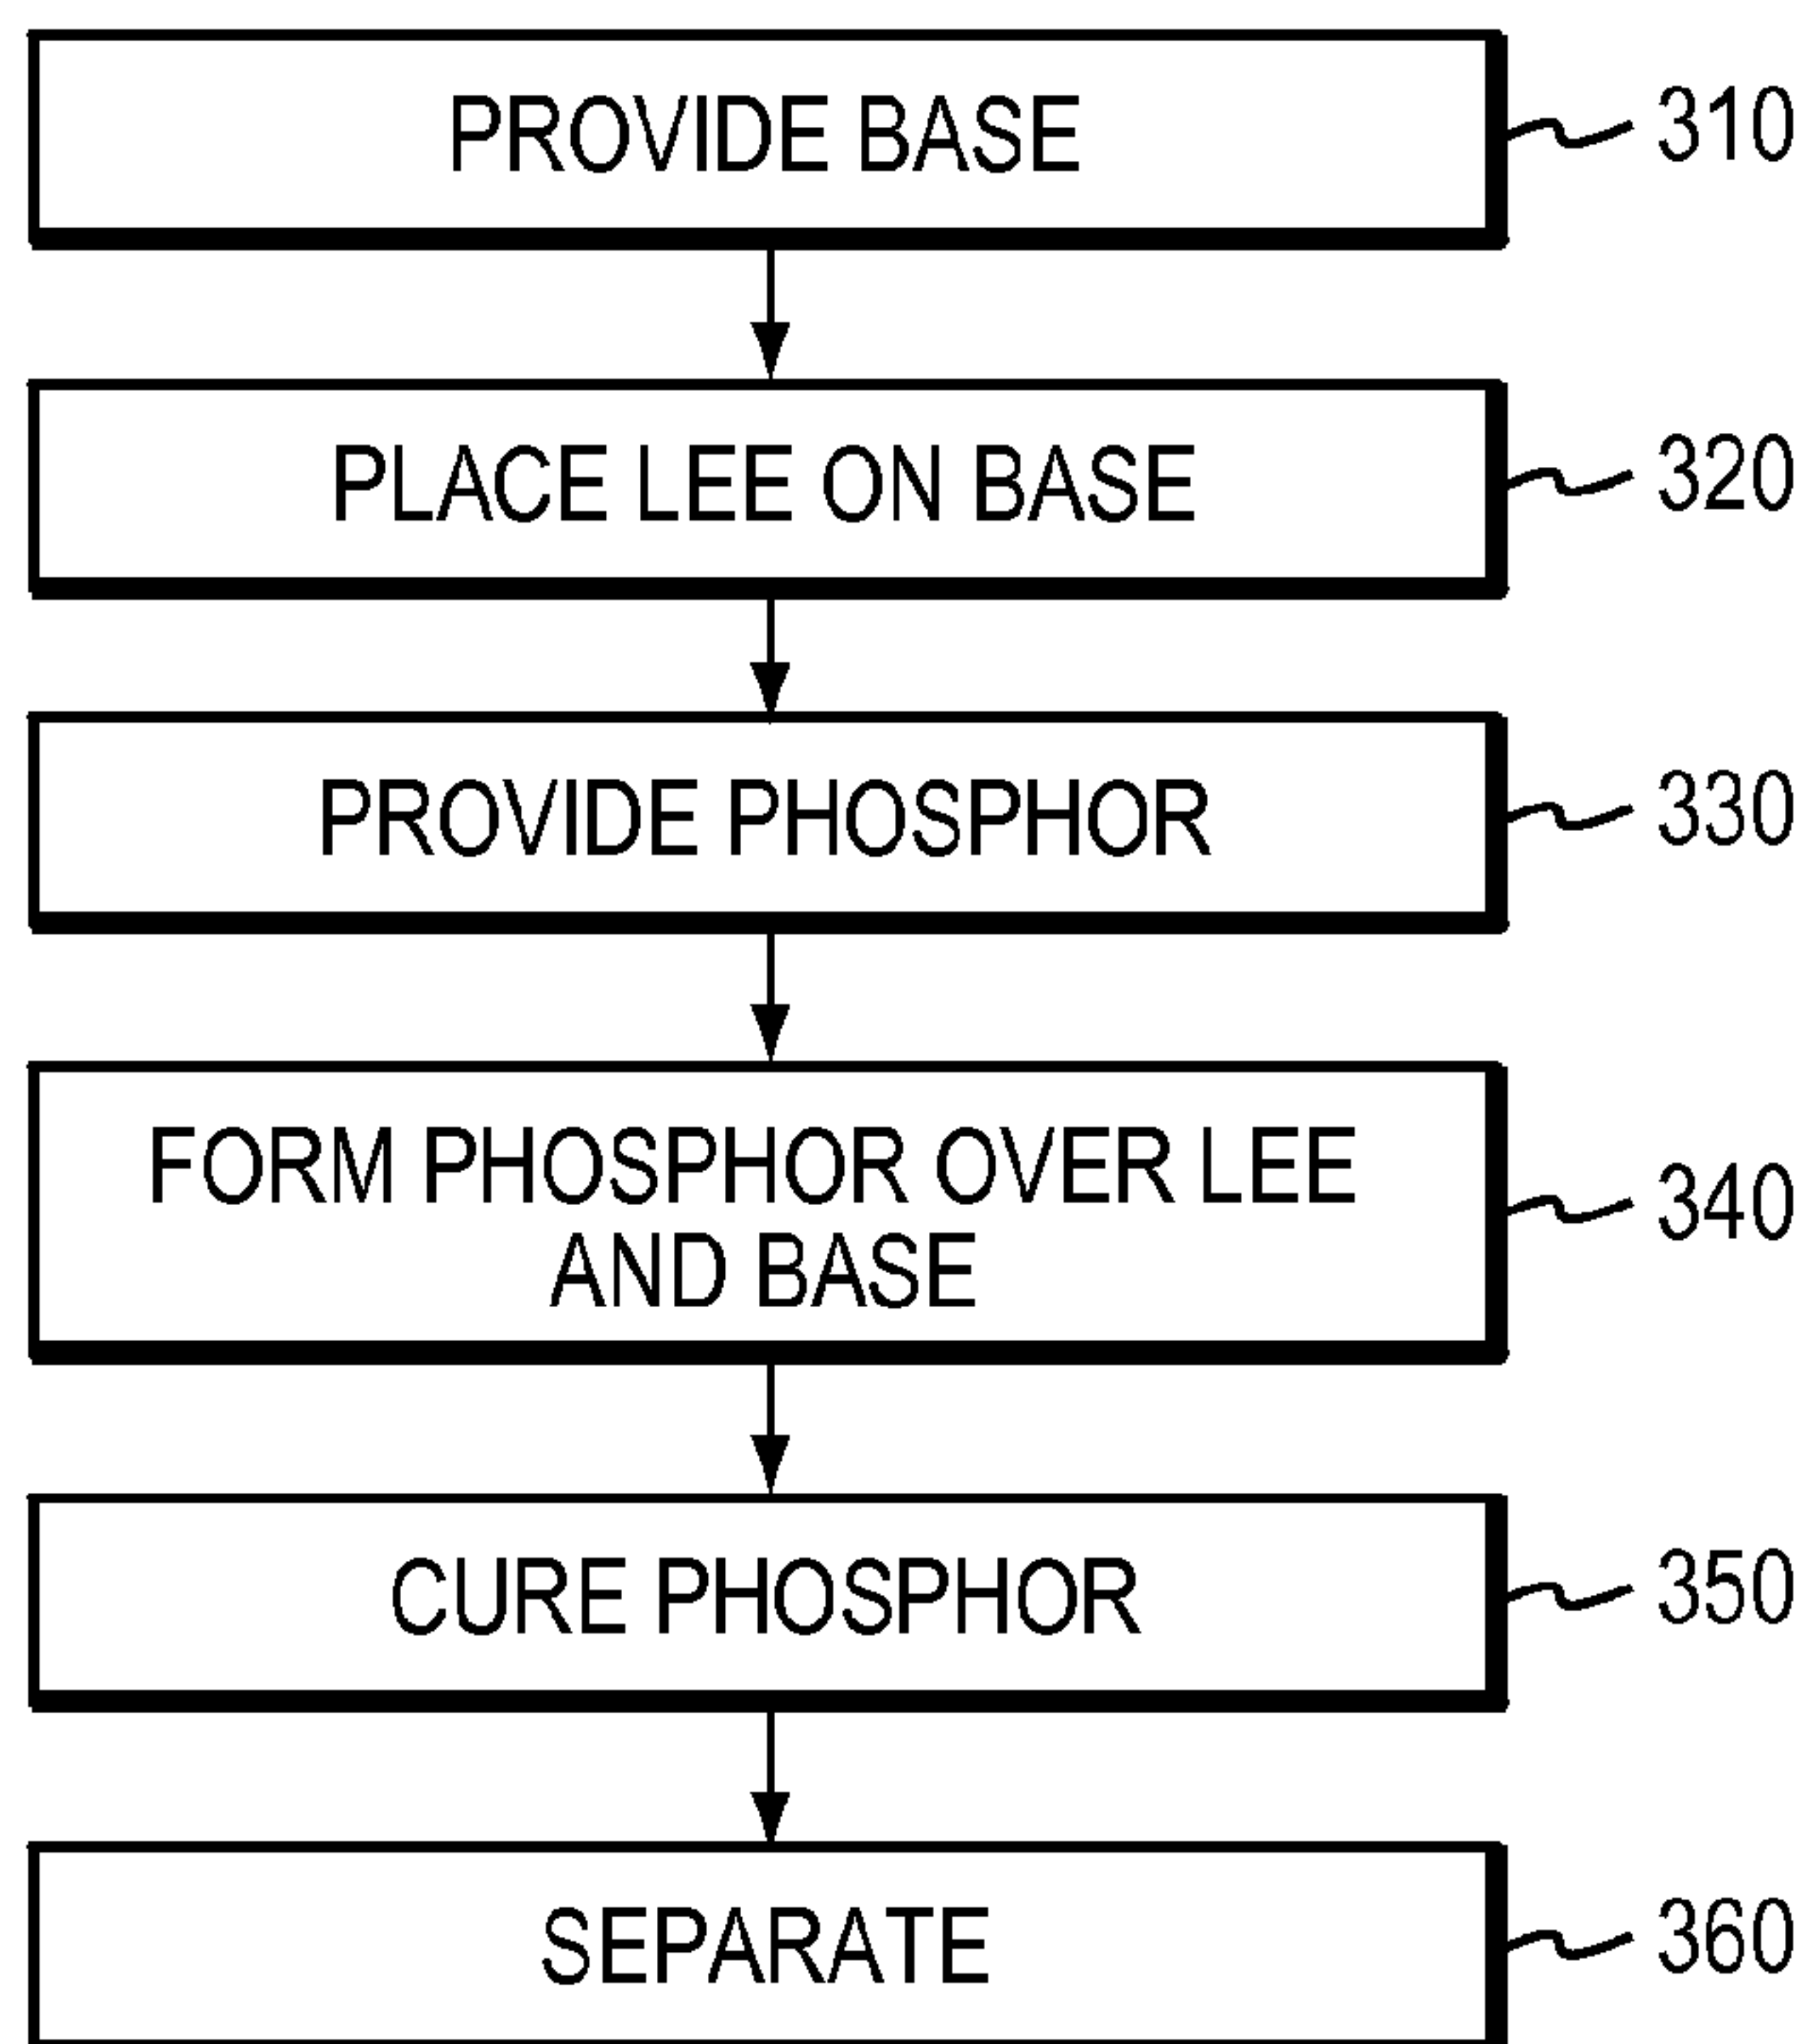 PROVIDE BASE
310
PLACE LEE ON BASE
320
PROVIDE PHOSPHOR
330
FORM PHOSPHOR OVER LEE
AND BASE
340
CURE PHOSPHOR
350
SEPARATE
360